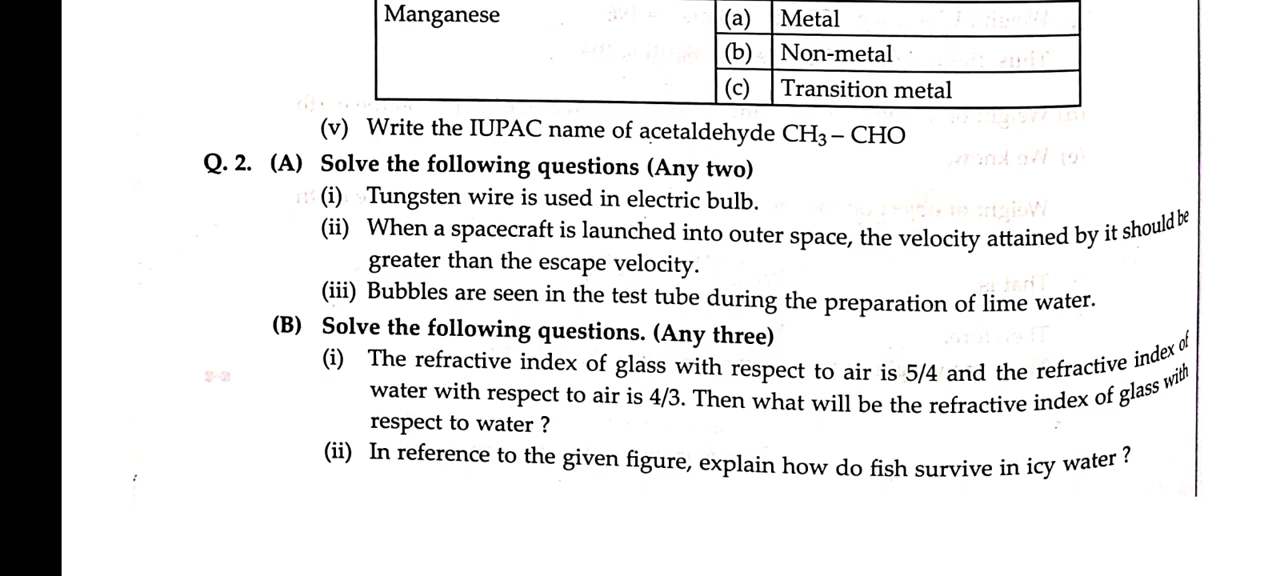 Manganese
(a) Metal
(b) Non-metal
(c) Transition metal
(v) Write the IUPAC name of acetaldehyde CH₃ – CHO
Q. 2. (A) Solve the following questions (Any two)
(i) Tungsten wire is used in electric bulb.
(ii) When a spacecraft is launched into outer space, the velocity attained by it should be
greater than the escape velocity.
(iii) Bubbles are seen in the test tube during the preparation of lime water.
(B) Solve the following questions. (Any three)
(i) The refractive index of glass with respect to air is 5/4 and the refractive index of
water with respect to air is 4/3. Then what will be the refractive index of glass with
respect to water ?
(ii) In reference to the given figure, explain how do fish survive in icy water ?